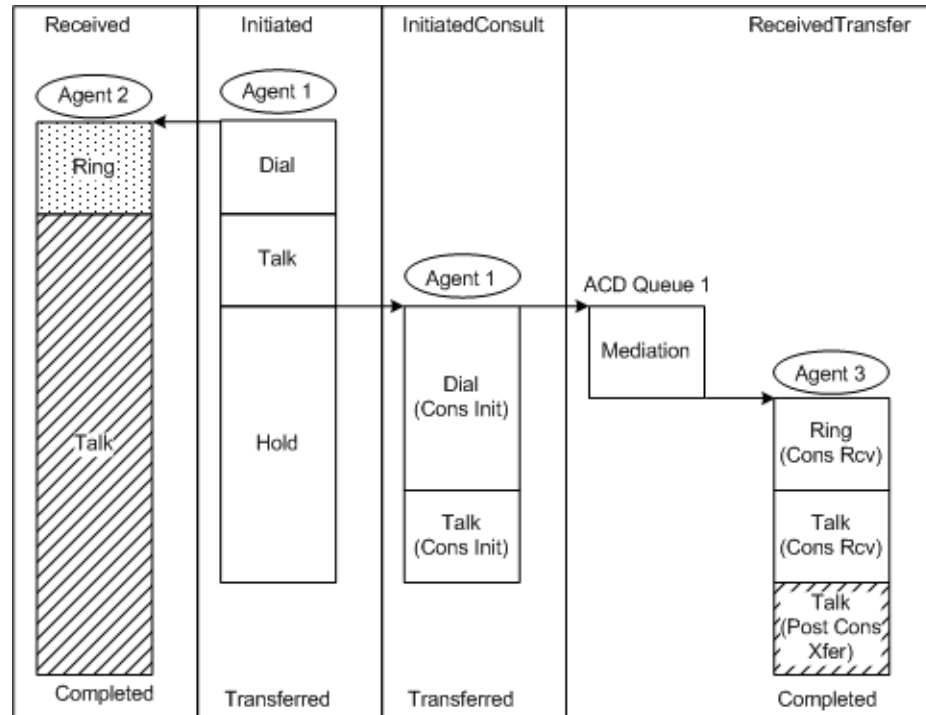 Received
Initiated
InitiatedConsult
ReceivedTransfer
Agent 2
Agent 1
Ring
Dial
Talk
Agent 1
ACD Queue 1
Mediation
Agent 3
Talk
Hold
Dial
(Cons Init)
Ring
(Cons Rcv)
Talk
(Cons Init)
Talk
(Cons Rcv)
Talk
(Post Cons
Xfer)
Completed
Transferred
Transferred
Completed